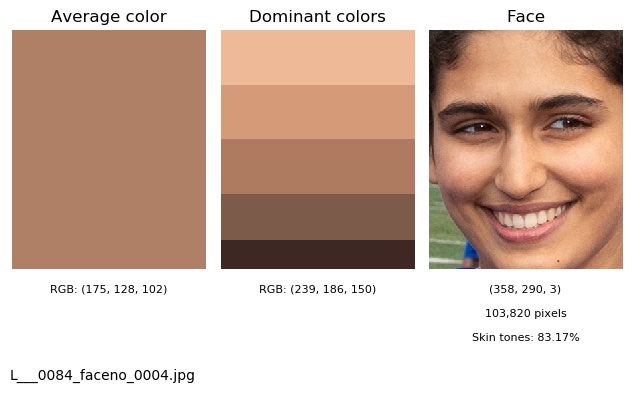 Average color
Dominant colors
Face
RGB: (175, 128, 102)
RGB: (239, 186, 150)
(358, 290, 3)
103,820 pixels
Skin tones: 83.17%
L___0084_faceno_0004.jpg